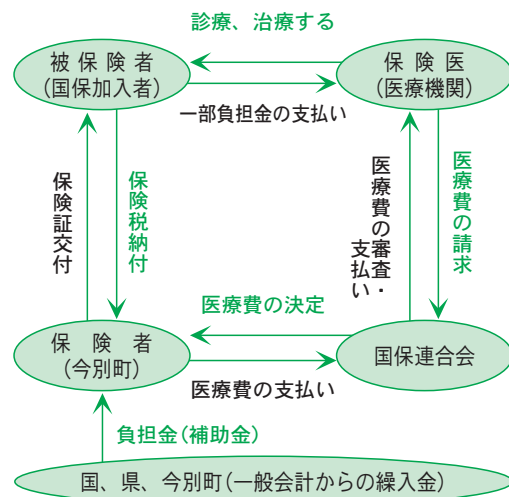 診療、治療する
被保険者
(国保加入者)
保険医
(医療機関)
一部負担金の支払い
保険証交付
保険税納付
医療費の審査・
支払い
医療費の請求
医療費の決定
保険者
(今別町)
国保連合会
医療費の支払い
負担金(補助金)
国、県、今別町(一般会計からの繰入金)